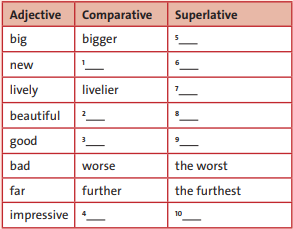 Adjective Comparative Superlative
big bigger 5___
new 1___ 6___
lively livelier 7___
beautiful 2___ 8___
good 3___ 9___
bad worse the worst
far further the furthest
impressive 4___ 10___